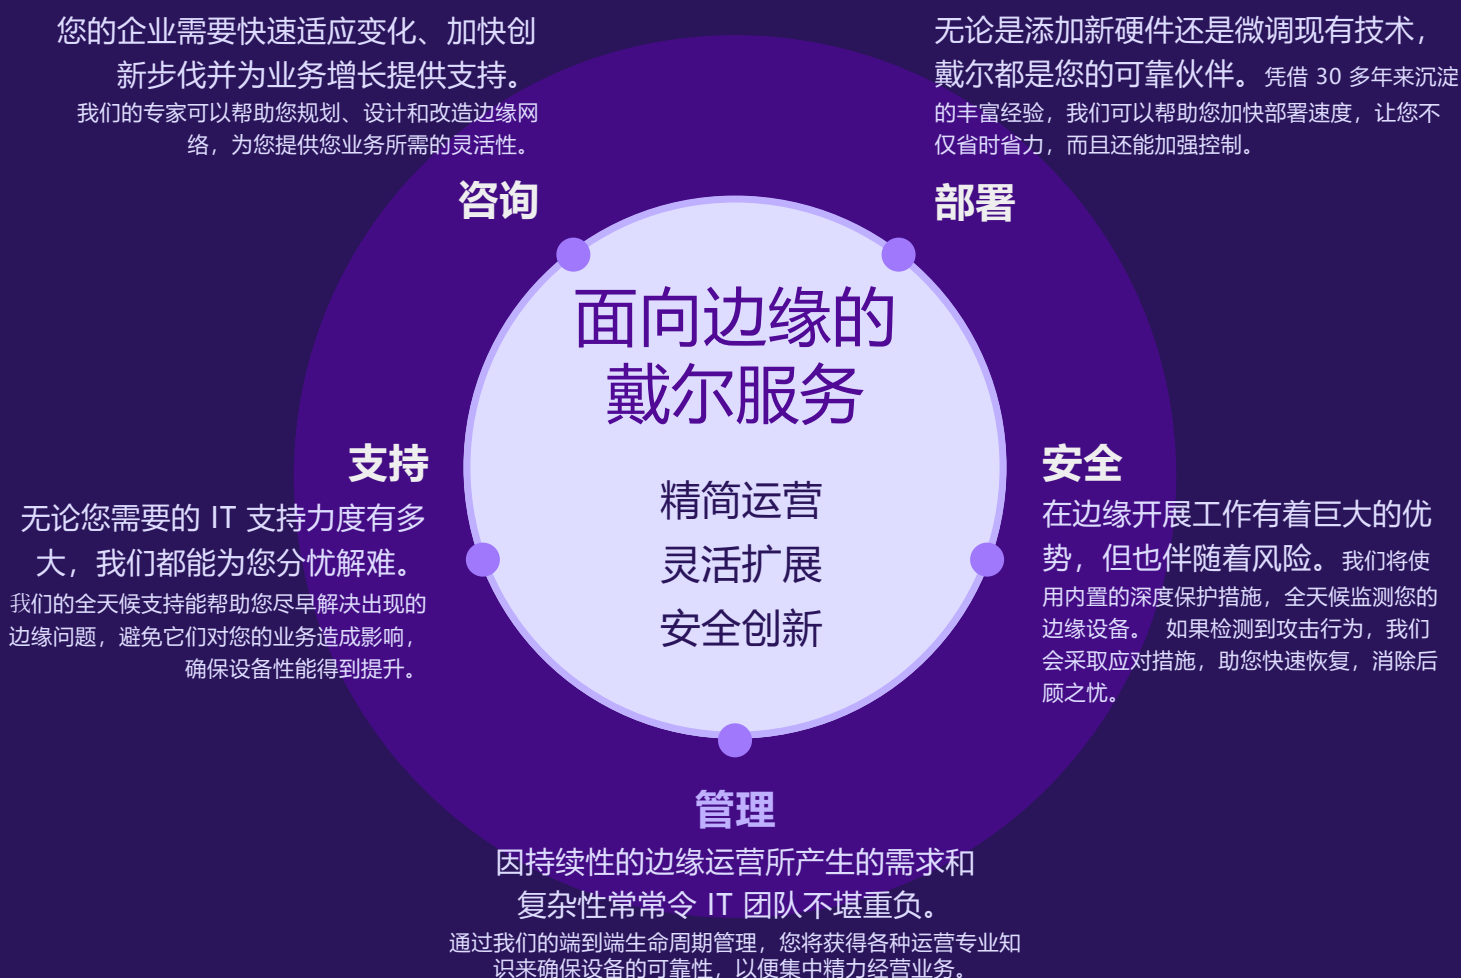 您的企业需要快速适应变化、加快创
新步伐并为业务增长提供支持。
我们的专家可以帮助您规划、设计和改造边缘网
络，为您提供您业务所需的灵活性。
咨询
无论是添加新硬件还是微调现有技术，
戴尔都是您的可靠伙伴。凭借 30 多年来沉淀
的丰富经验，我们可以帮助您加快部署速度，让您不
仅省时省力，而且还能加强控制。
部署
面向边缘的
戴尔服务
精简运营
灵活扩展
安全创新
支持
无论您需要的 IT 支持力度有多
大，我们都能为您分忧解难。
我们的全天候支持能帮助您尽早解决出现的
边缘问题，避免它们对您的业务造成影响，
确保设备性能得到提升。
安全
在边缘开展工作有着巨大的优
势，但也伴随着风险。我们将使
用内置的深度保护措施，全天候监测您的
边缘设备。 如果检测到攻击行为，我们
会采取应对措施，助您快速恢复，消除后
顾之忧。
管理
因持续性的边缘运营所产生的需求和
复杂性常常令 IT 团队不堪重负。
通过我们的端到端生命周期管理，您将获得各种运营专业知
识来确保设备的可靠性，以便集中精力经营业务。